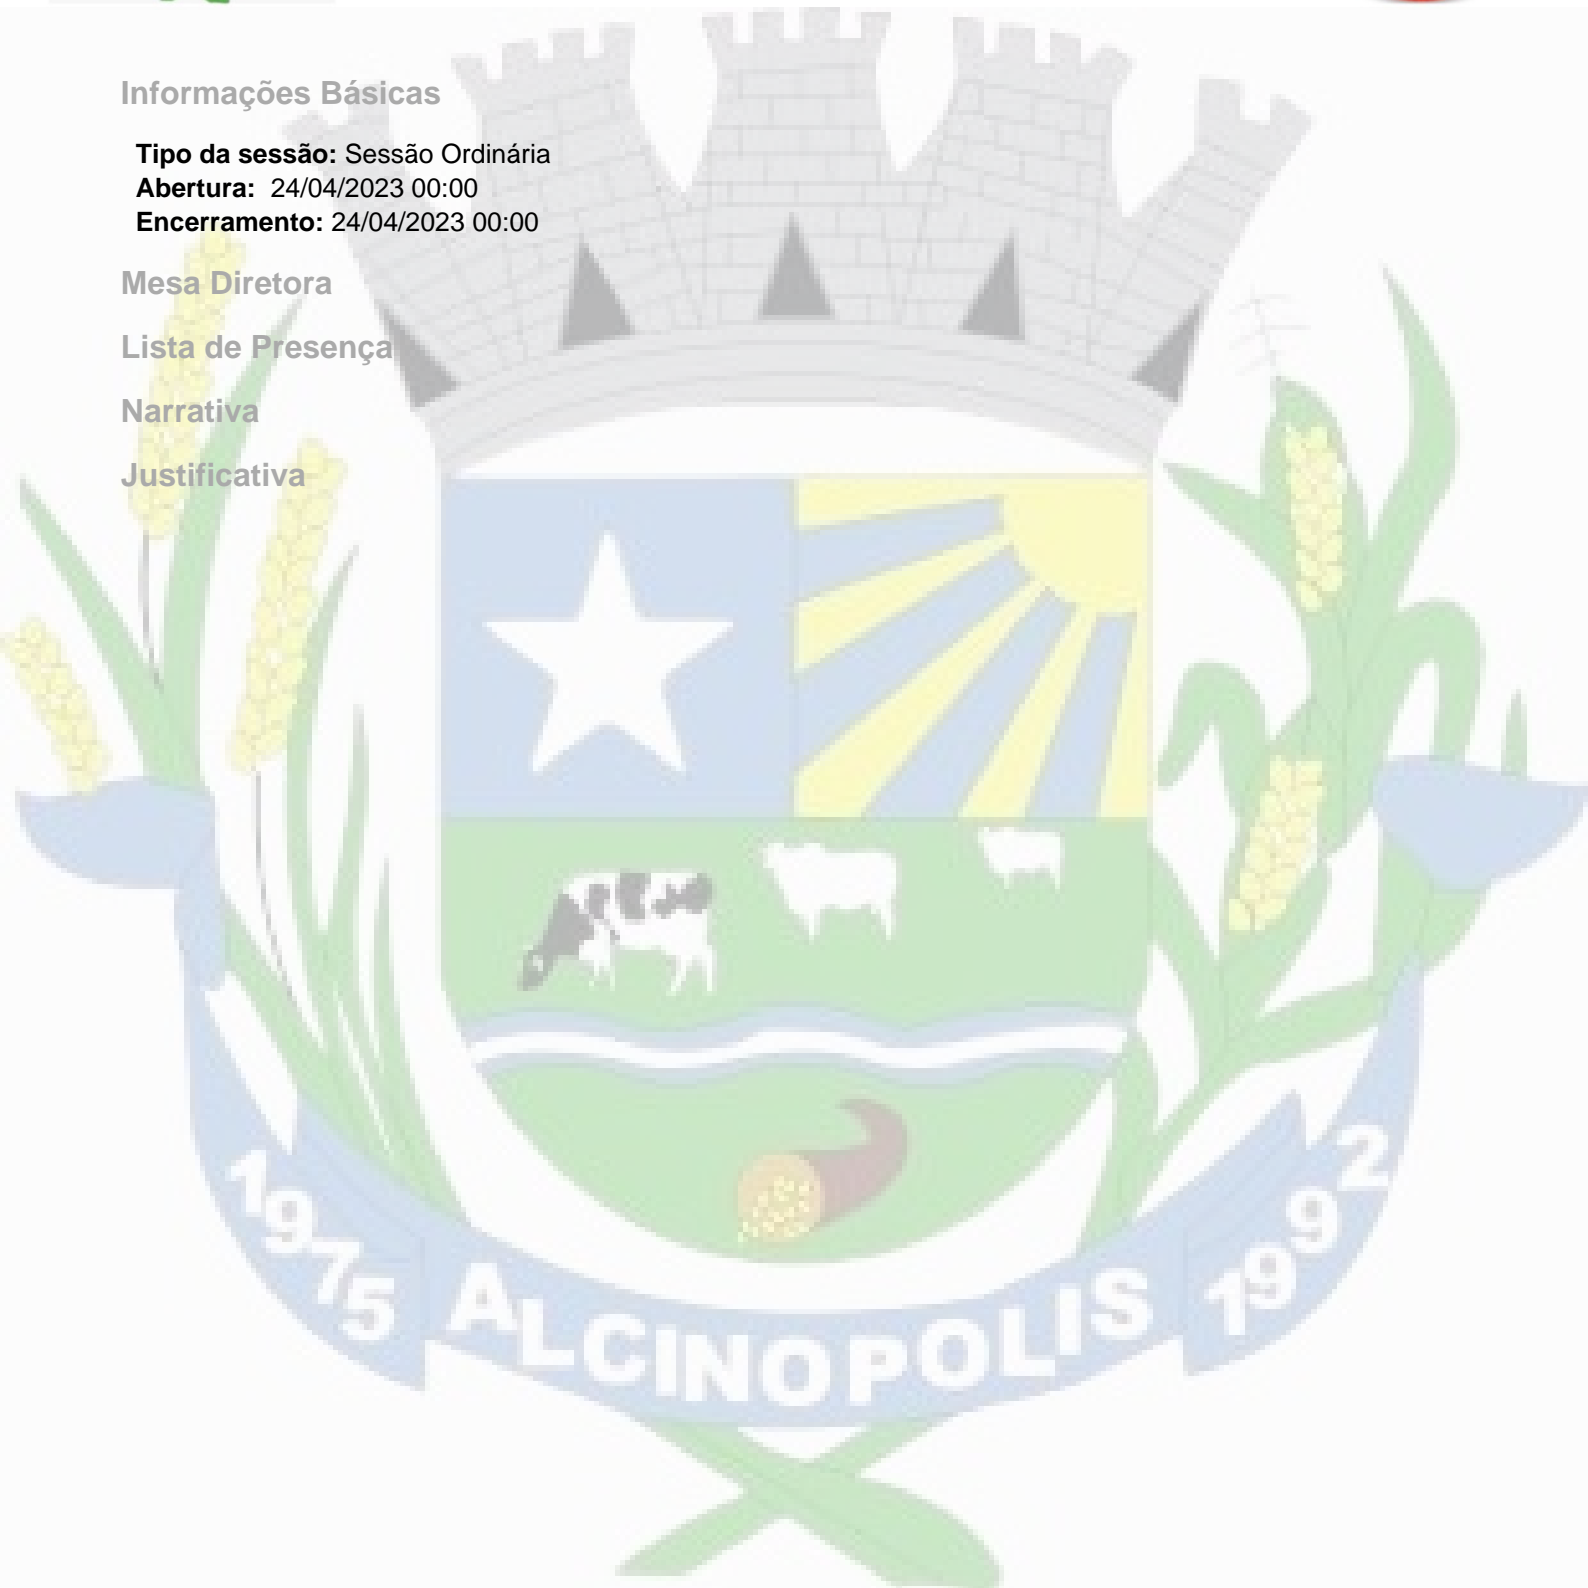 Informações Básicas
Tipo da sessão: Sessão Ordinária
Abertura: 24/04/2023 00:00
Encerramento: 24/04/2023 00:00
Mesa Diretora
Lista de Presença
Narrativa
Justificativa
1975 ALCINOPOLIS 1992